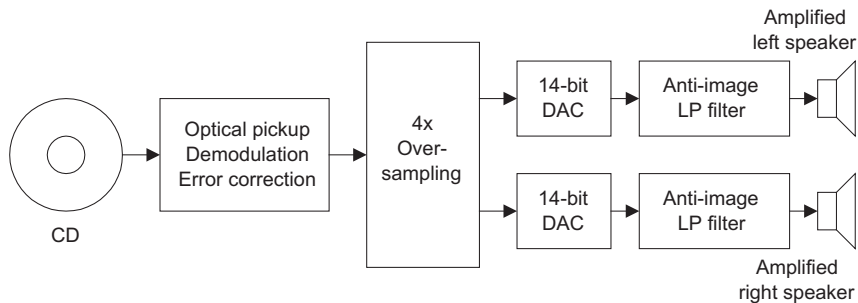 CD
Optical pickup
Demodulation
Error correction
4x
Over-
sampling
14-bit
DAC
Anti-image
LP filter
Amplified
left speaker
14-bit
DAC
Anti-image
LP filter
Amplified
right speaker